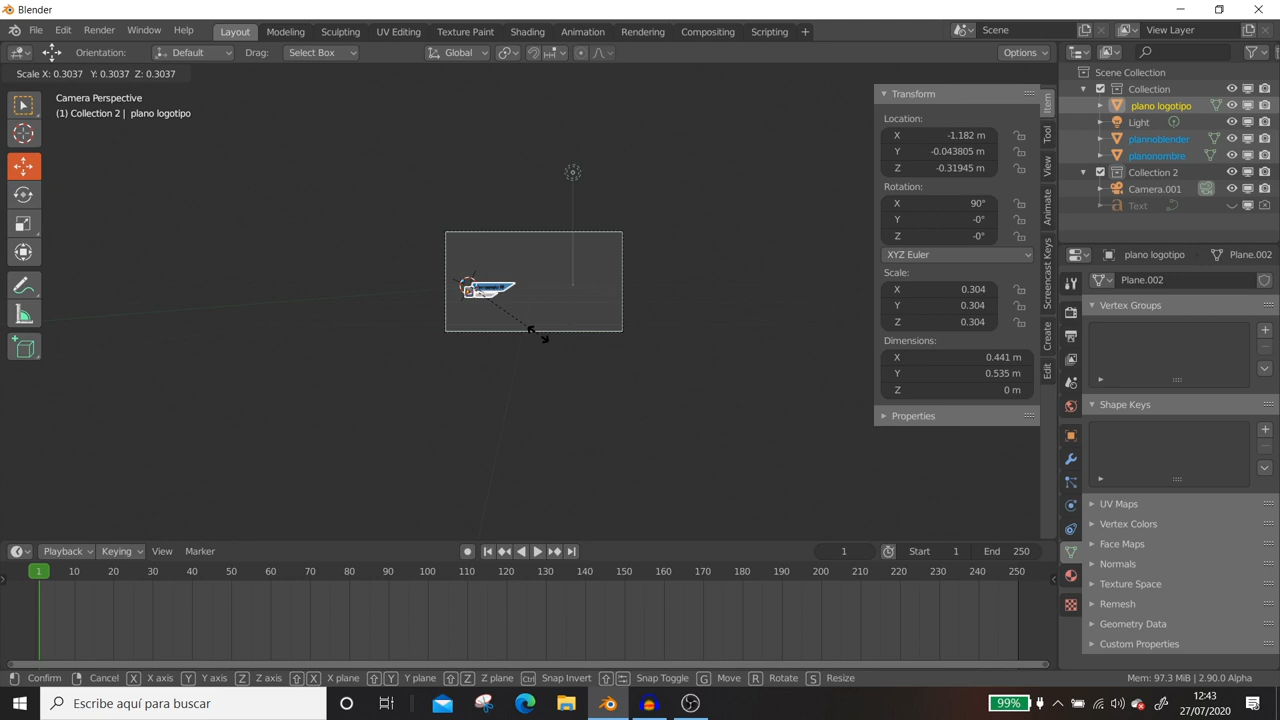 Blender
File Edit Render Window Help Layout Modeling Sculpting UV Editing Texture Paint Shading Animation Rendering Compositing Scripting + Scene View Layer
Orientation: Default Drag: Select Box Global Options
Scale X: 0.3037 Y: 0.3037 Z: 0.3037
Camera Perspective
(1) Collection 2 | plano logotipo
Transform
Location:
X -1.182 m
Y -0.043805 m
Z -0.31945 m
Rotation:
X 90°
Y -0°
Z -0°
XYZ Euler
Scale:
X 0.304
Y 0.304
Z 0.304
Dimensions:
X 0.441 m
Y 0.535 m
Z 0 m
Properties
Item
Tool
View
Animate
Screencast Keys
Create
Edit
Scene Collection
Collection
plano logotipo
Light
plannoblender
planonombre
Collection 2
Camera.001
Text
plano logotipo Plane.002
Plane.002
Vertex Groups
Shape Keys
UV Maps
Vertex Colors
Face Maps
Normals
Texture Space
Remesh
Geometry Data
Custom Properties
Playback Keying View Marker 1 Start 1 End 250
1 10 20 30 40 50 60 70 80 90 100 110 120 130 140 150 160 170 180 190 200 210 220 230 240 250
Confirm Cancel X X axis Y Y axis Z Z axis X X plane Y Y plane Z Z plane Ctrl Snap Invert Snap Toggle G Move R Rotate S Resize Mem: 97.3 MiB | 2.90.0 Alpha
Escribe aquí para buscar 99% 12:43
27/07/2020